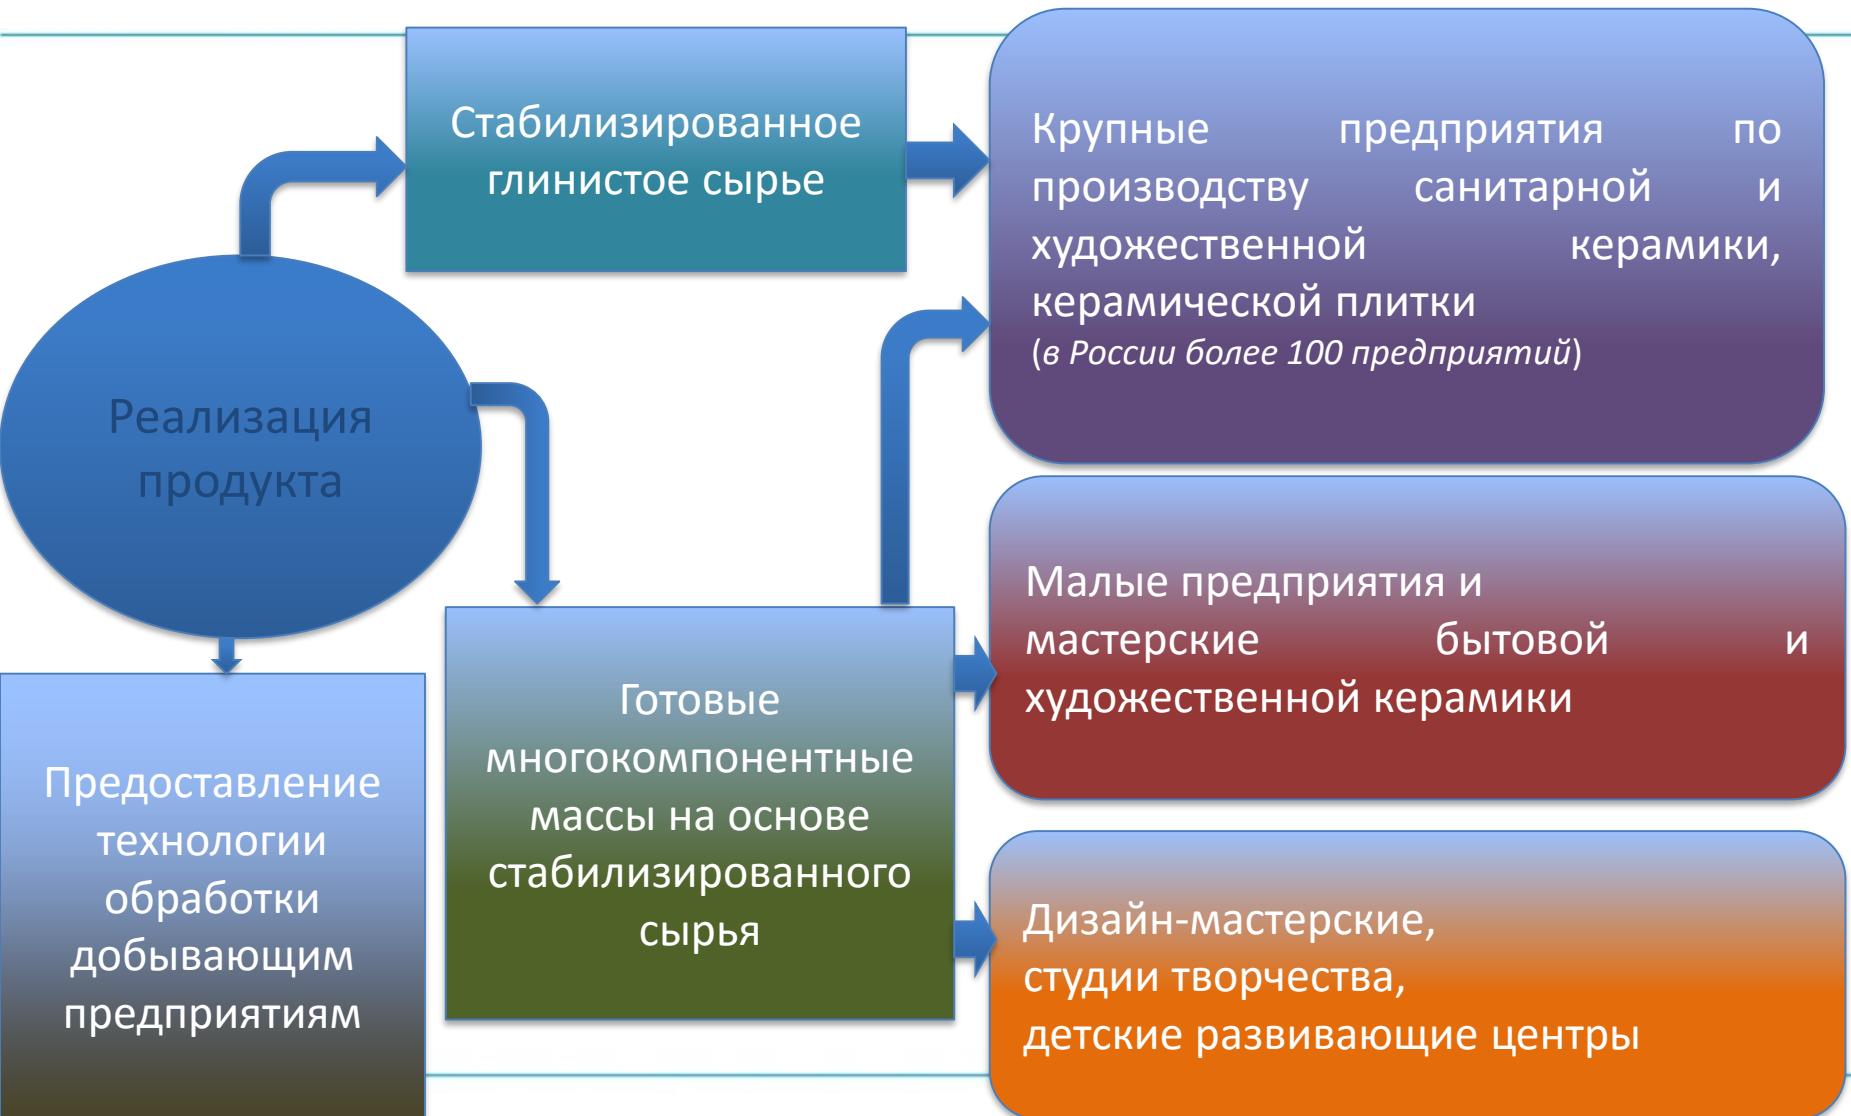 Стабилизированное
глинистое сырье
Крупные предприятия по
производству санитарной и
художественной керамики,
керамической плитки
(в России более 100 предприятий)
Реализация
продукта
Малые предприятия и
мастерские бытовой и
художественной керамики
Готовые
многокомпонентные
массы на основе
стабилизированного
сырья
Предоставление
технологии
обработки
добывающим
предприятиям
Дизайн-мастерские,
студии творчества,
детские развивающие центры